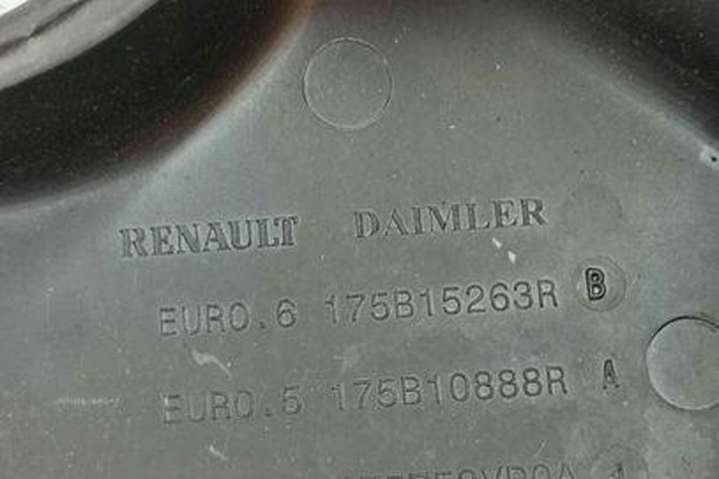 RENAULT DAIMLER
EURO.6 175B15263R B
EURO.5 175B10888R A